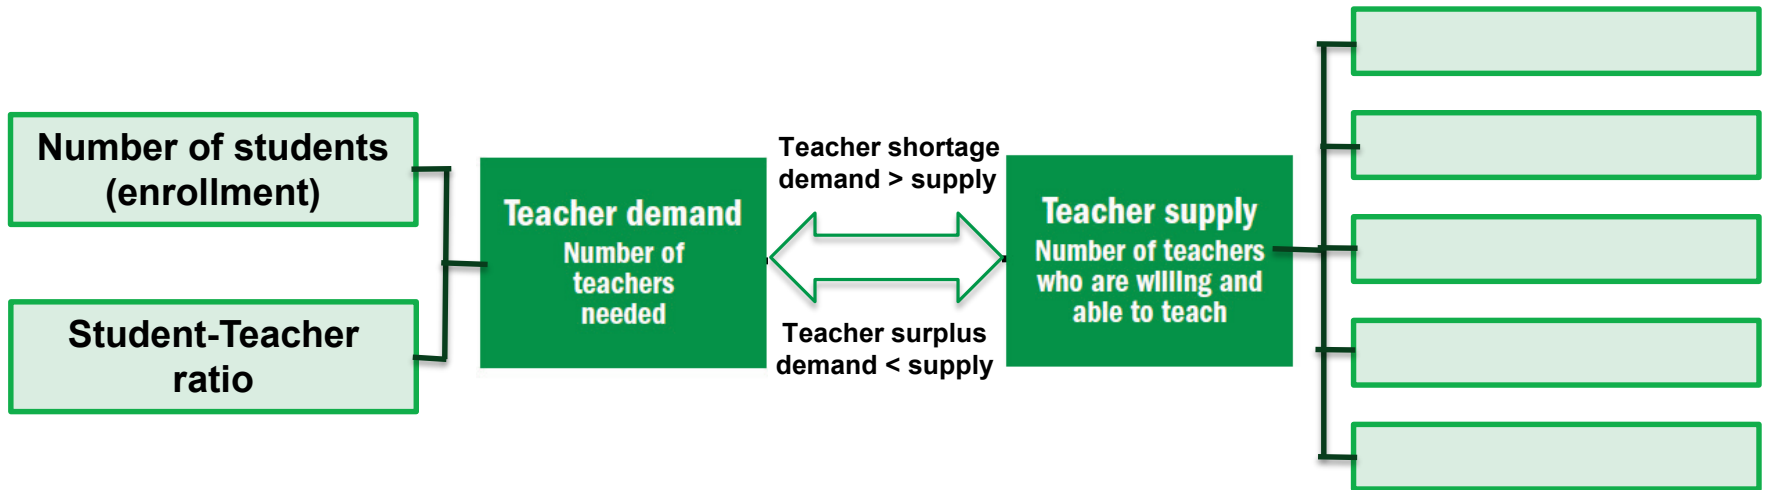 Number of students
(enrollment)
Student-Teacher
ratio
Teacher demand
Number of
teachers
needed
Teacher shortage
demand > supply
Teacher surplus
demand < supply
Teacher supply
Number of teachers
who are willing and
able to teach